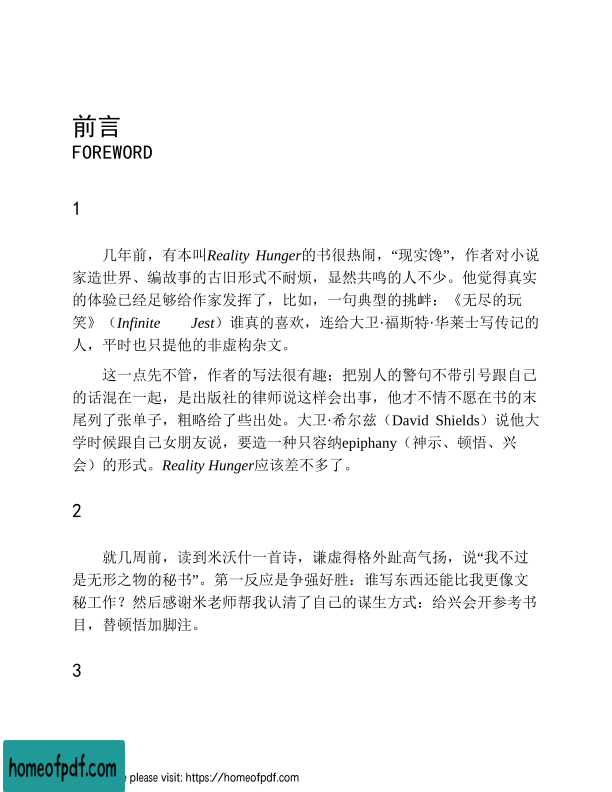 前言
FOREWORD
1
几年前，有本叫Reality Hunger的书很热闹，“现实馋”，作者对小说
家造世界、编故事的古旧形式不耐烦，显然共鸣的人不少。他觉得真实
的体验已经足够给作家发挥了，比如，一句典型的挑衅：《无尽的玩
笑》（Infinite Jest）谁真的喜欢，连给大卫·福斯特·华莱士写传记的
人，平时也只提他的非虚构杂文。
这一点先不管，作者的写法很有趣；把别人的警句不带引号跟自己
的话混在一起，是出版社的律师说这样会出事，他才不情不愿在书的末
尾列了张单子，粗略给了些出处。大卫·希尔兹（David Shields）说他大
学时候跟自己女朋友说，要造一种只容纳epiphany（神示、顿悟、兴
会）的形式。Reality Hunger应该差不多了。
2
就几周前，读到米沃什一首诗，谦虚得格外趾高气扬，说“我不过
是无形之物的秘书”。第一反应是争强好胜：谁写东西还能比我更像文
秘工作？然后感谢米老师帮我认清了自己的谋生方式：给兴会开参考书
目，替顿悟加脚注。
3
homeofpdf.com
please visit: https://homeofpdf.com